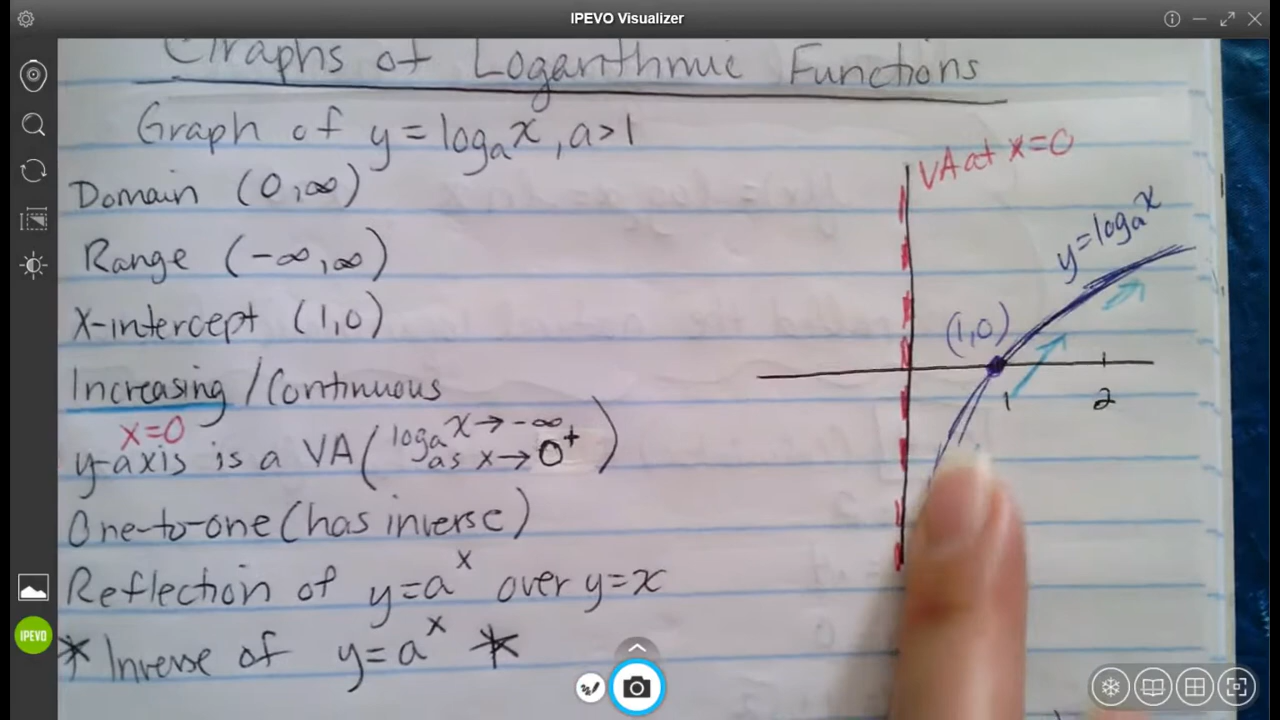 IPEVO Visualizer
Graphs of Logarithmic Functions
Graph of y = logₐx, a>1
Domain (0,∞)
Range (-∞,∞)
X-intercept (1,0)
Increasing / Continuous
x=0
y-axis is a VA (logₐx → -∞
as x → 0⁺)
One-to-one (has inverse)
Reflection of y=aˣ over y=x
* Inverse of y=aˣ *
VA at x=0
y=logₐx
(1,0)
1
2
IPEVO